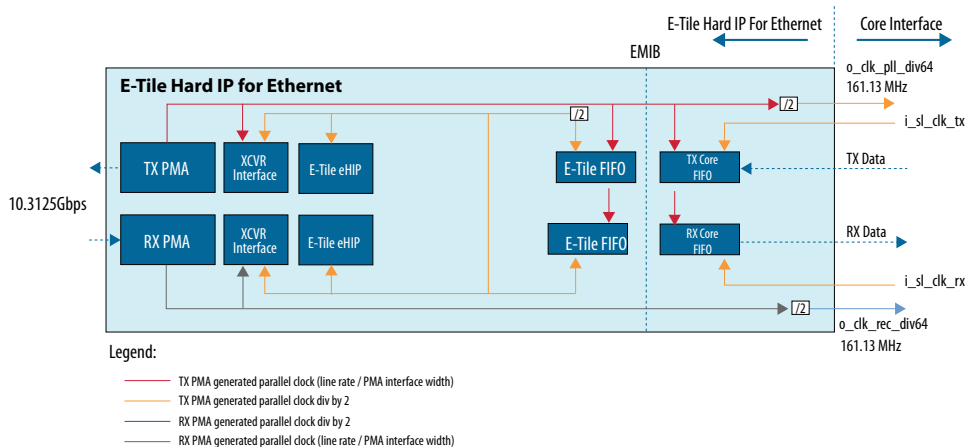 E-Tile Hard IP For Ethernet
Core Interface
EMIB
E-Tile Hard IP for Ethernet
o_clk_pll_div64
161.13 MHz
/2
/2
i_sl_clk_tx
TX PMA
XCVR
Interface
E-Tile eHIP
E-Tile FIFO
TX Core
FIFO
TX Data
10.3125Gbps
RX PMA
XCVR
Interface
E-Tile eHIP
E-Tile FIFO
RX Core
FIFO
RX Data
i_sl_clk_rx
/2
o_clk_rec_div64
161.13 MHz
Legend:
TX PMA generated parallel clock (line rate / PMA interface width)
TX PMA generated parallel clock div by 2
RX PMA generated parallel clock div by 2
RX PMA generated parallel clock (line rate / PMA interface width)